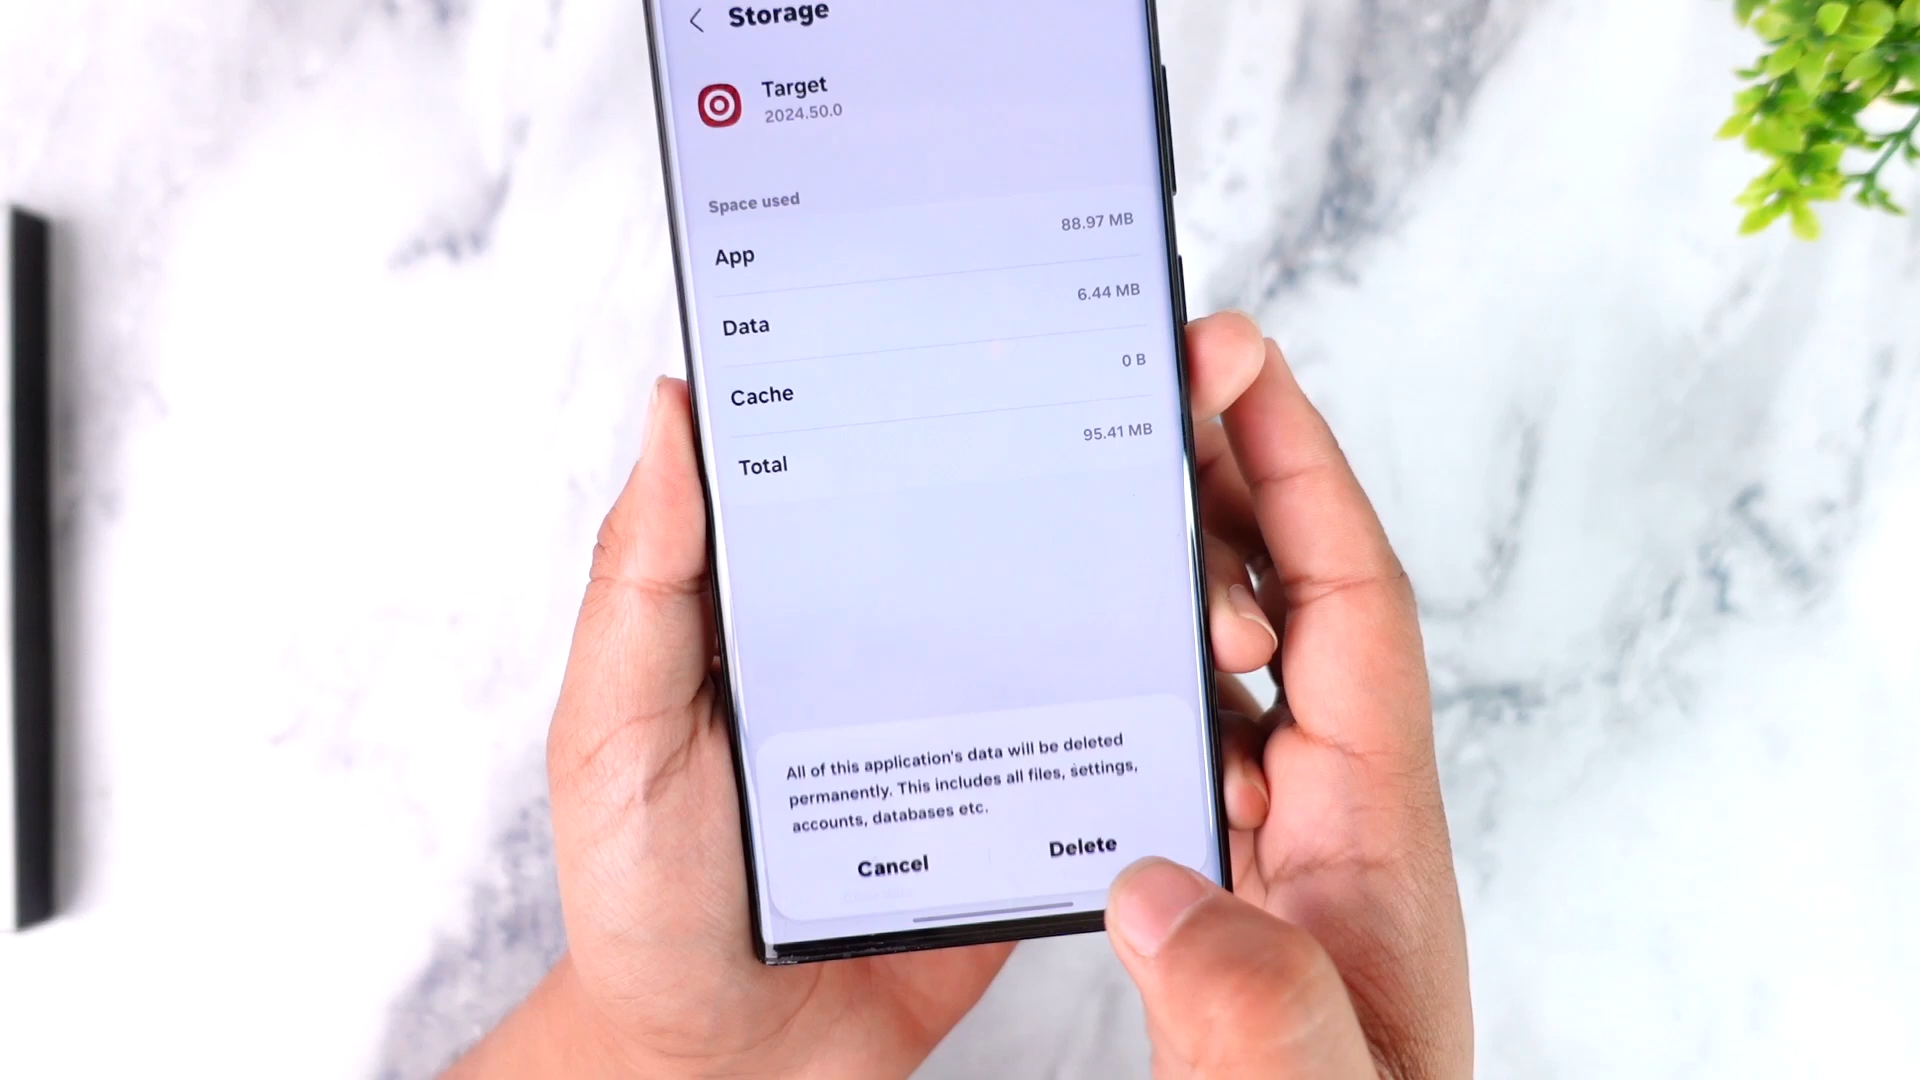 Storage
Target
2024.50.0
Space used
App
88.97 MB
Data
6.44 MB
Cache
0 B
Total
95.41 MB
All of this application's data will be deleted
permanently. This includes all files, settings,
accounts, databases etc.
Cancel
Delete